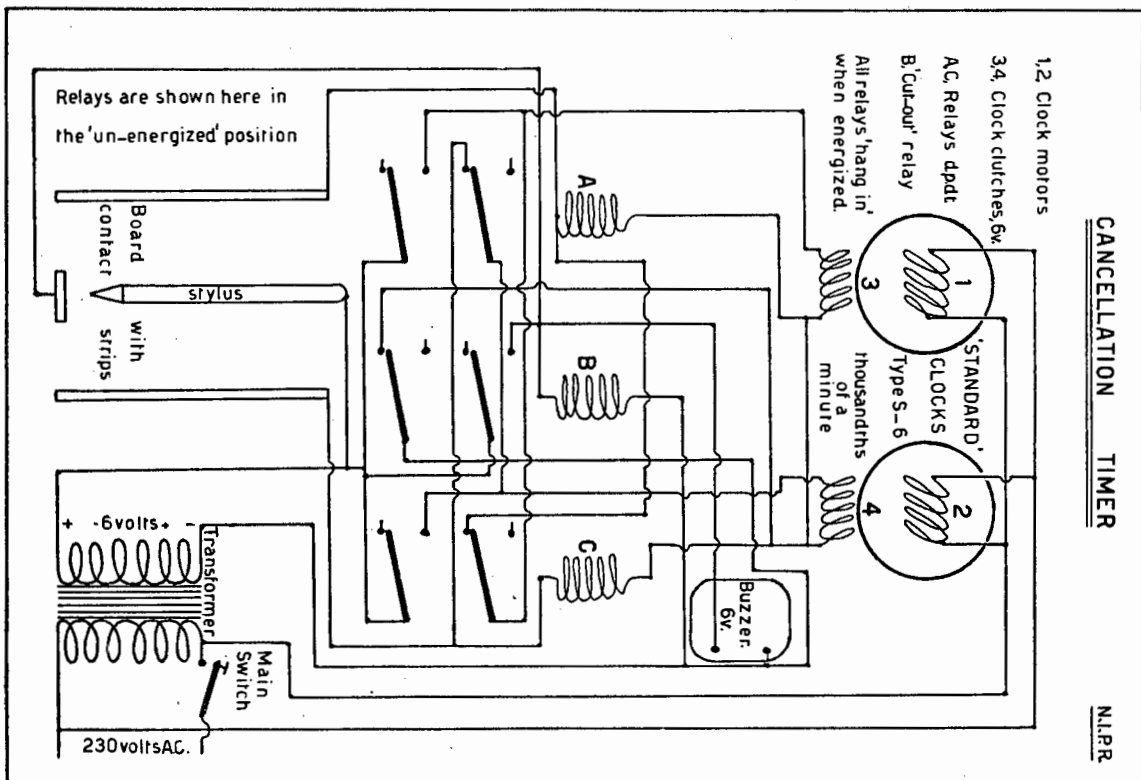 CANCELLATION TIMER
N.I.P.R
1,2, Clock motors
3,4, Clock clutches, 6v.
A,C, Relays d.p.d.t
B,'Cut-out' relay
All relays 'hang in'
when energized.
Relays are shown here in
the 'un-energized' position
'STANDARD'
CLOCKS
Type S-6
thousandths
of a
minute
1
2
3
4
A
B
C
Board with
contact strips
stylus
Buzzer.
6v.
+ -6volts+ -
Transformer
Main
Switch
230voltsAC.